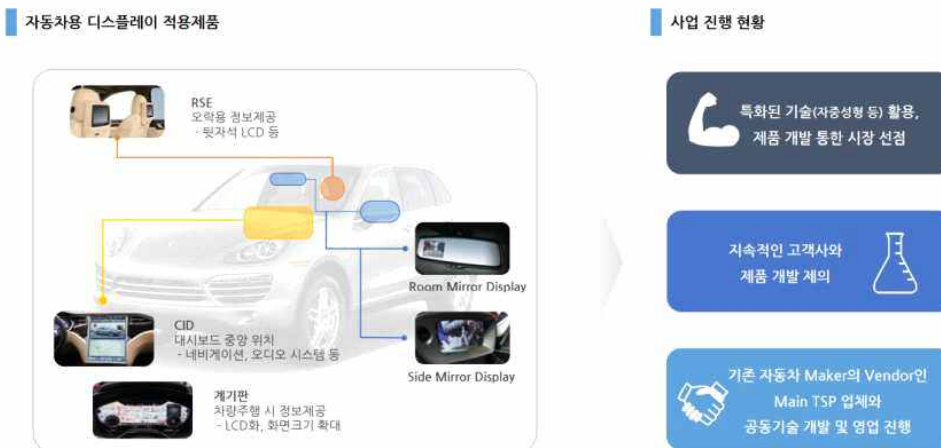 자동차용 디스플레이 적용제품
RSE
오락용 정보제공
- 뒷자석 LCD 등
Room Mirror Display
CID
대시보드 중앙 위치
- 네비게이션, 오디오 시스템 등
Side Mirror Display
계기판
차량주행 시 정보제공
- LCD화, 화면크기 확대
사업 진행 현황
특화된 기술(자중성형 등) 활용,
제품 개발 통한 시장 선점
지속적인 고객사와
제품 개발 제의
기존 자동차 Maker의 Vendor인
Main TSP 업체와
공동기술 개발 및 영업 진행